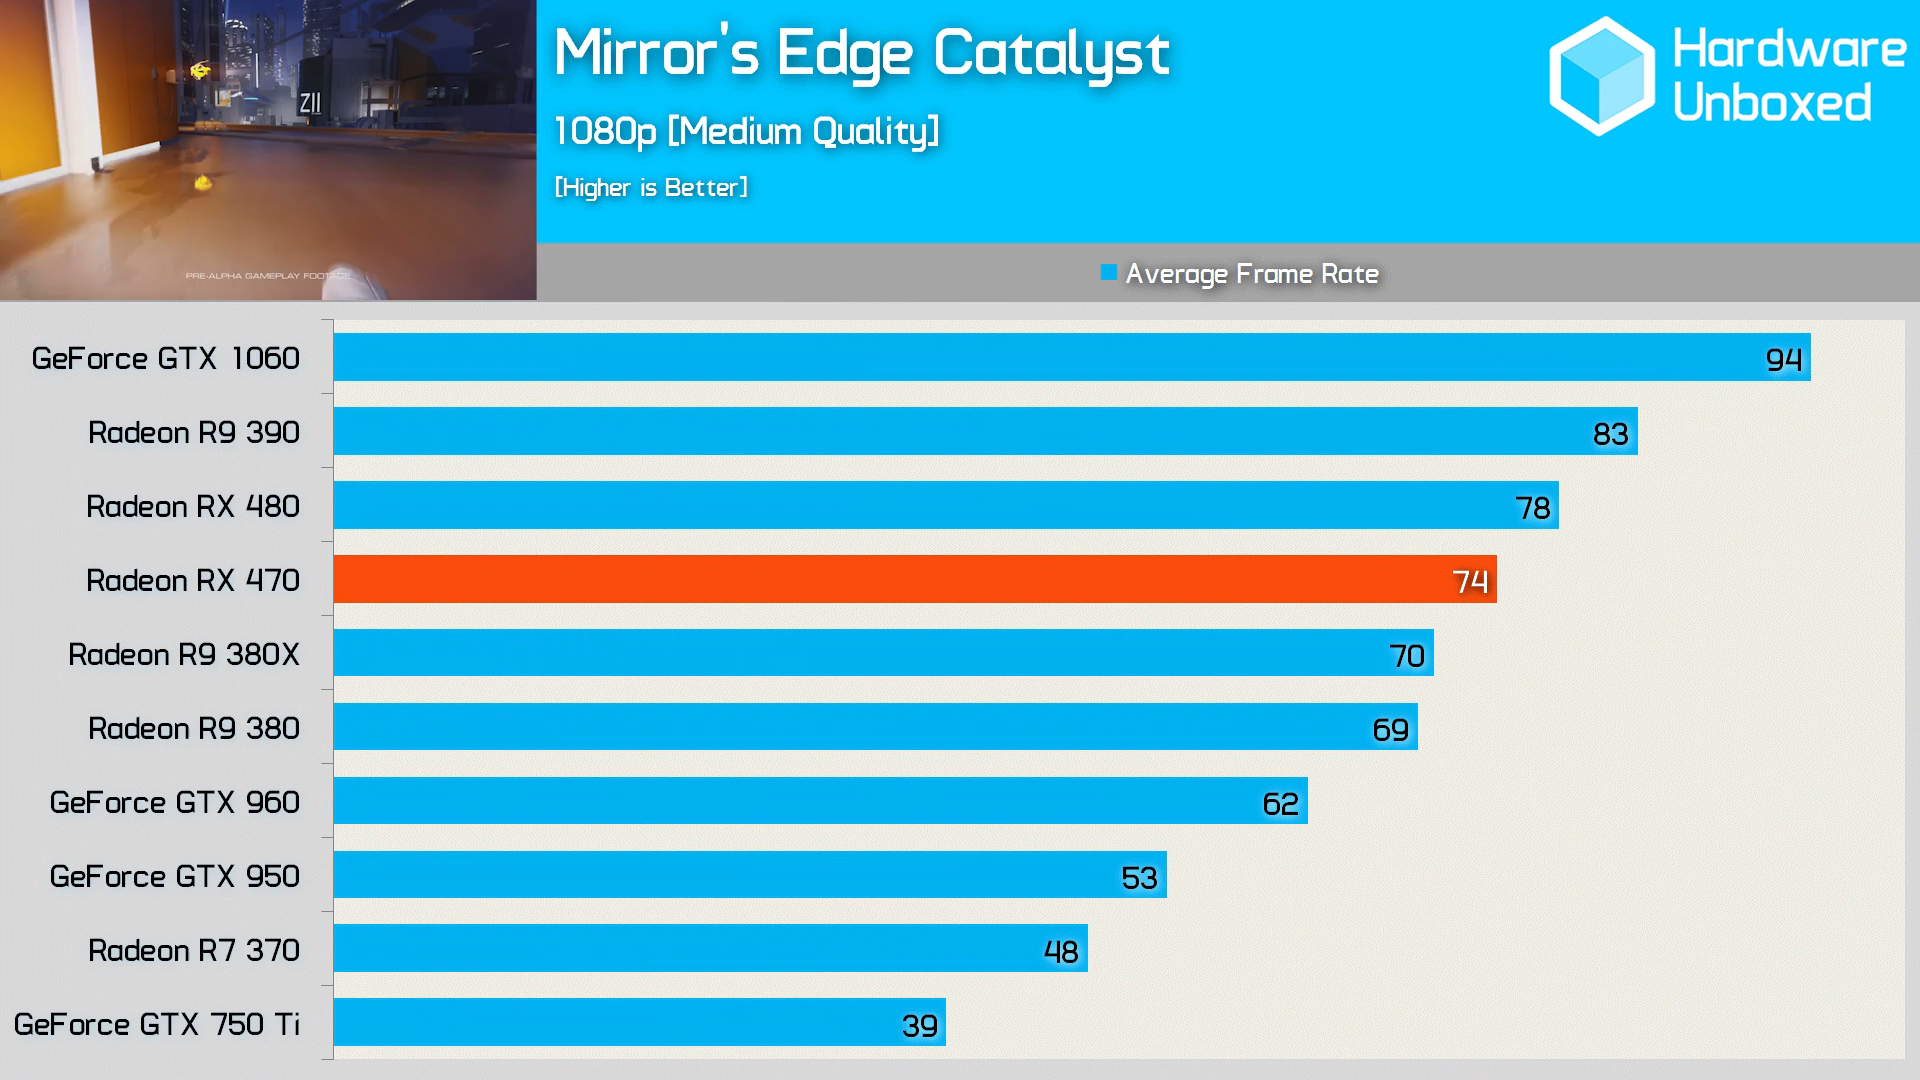 ZII
PRE-ALPHA GAMEPLAY FOOTAGE
Mirror's Edge Catalyst
1080p [Medium Quality]
[Higher is Better]
Hardware
Unboxed
Average Frame Rate
GeForce GTX 1060 94
Radeon R9 390 83
Radeon RX 480 78
Radeon RX 470 74
Radeon R9 380X 70
Radeon R9 380 69
GeForce GTX 960 62
GeForce GTX 950 53
Radeon R7 370 48
GeForce GTX 750 Ti 39